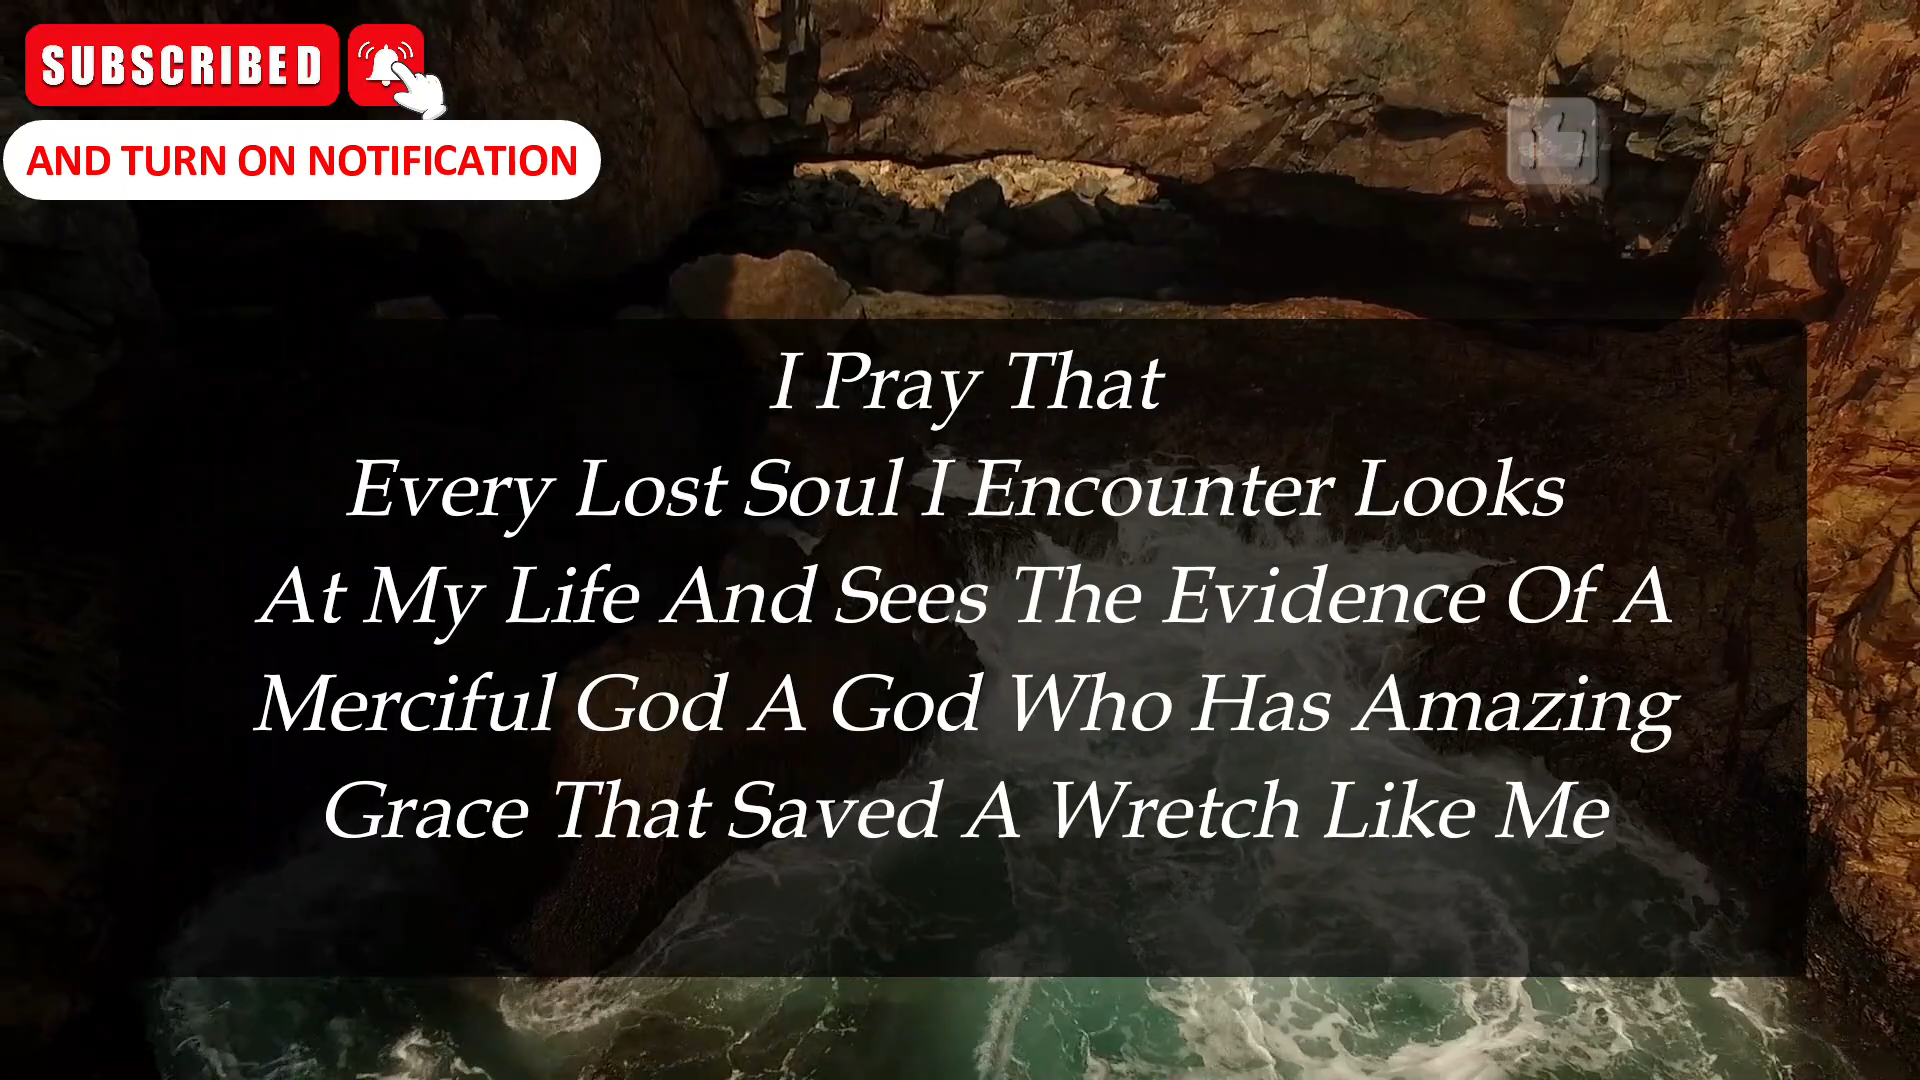 SUBSCRIBED
AND TURN ON NOTIFICATION
I Pray That
Every Lost Soul I Encounter Looks
At My Life And Sees The Evidence Of A
Merciful God A God Who Has Amazing
Grace That Saved A Wretch Like Me